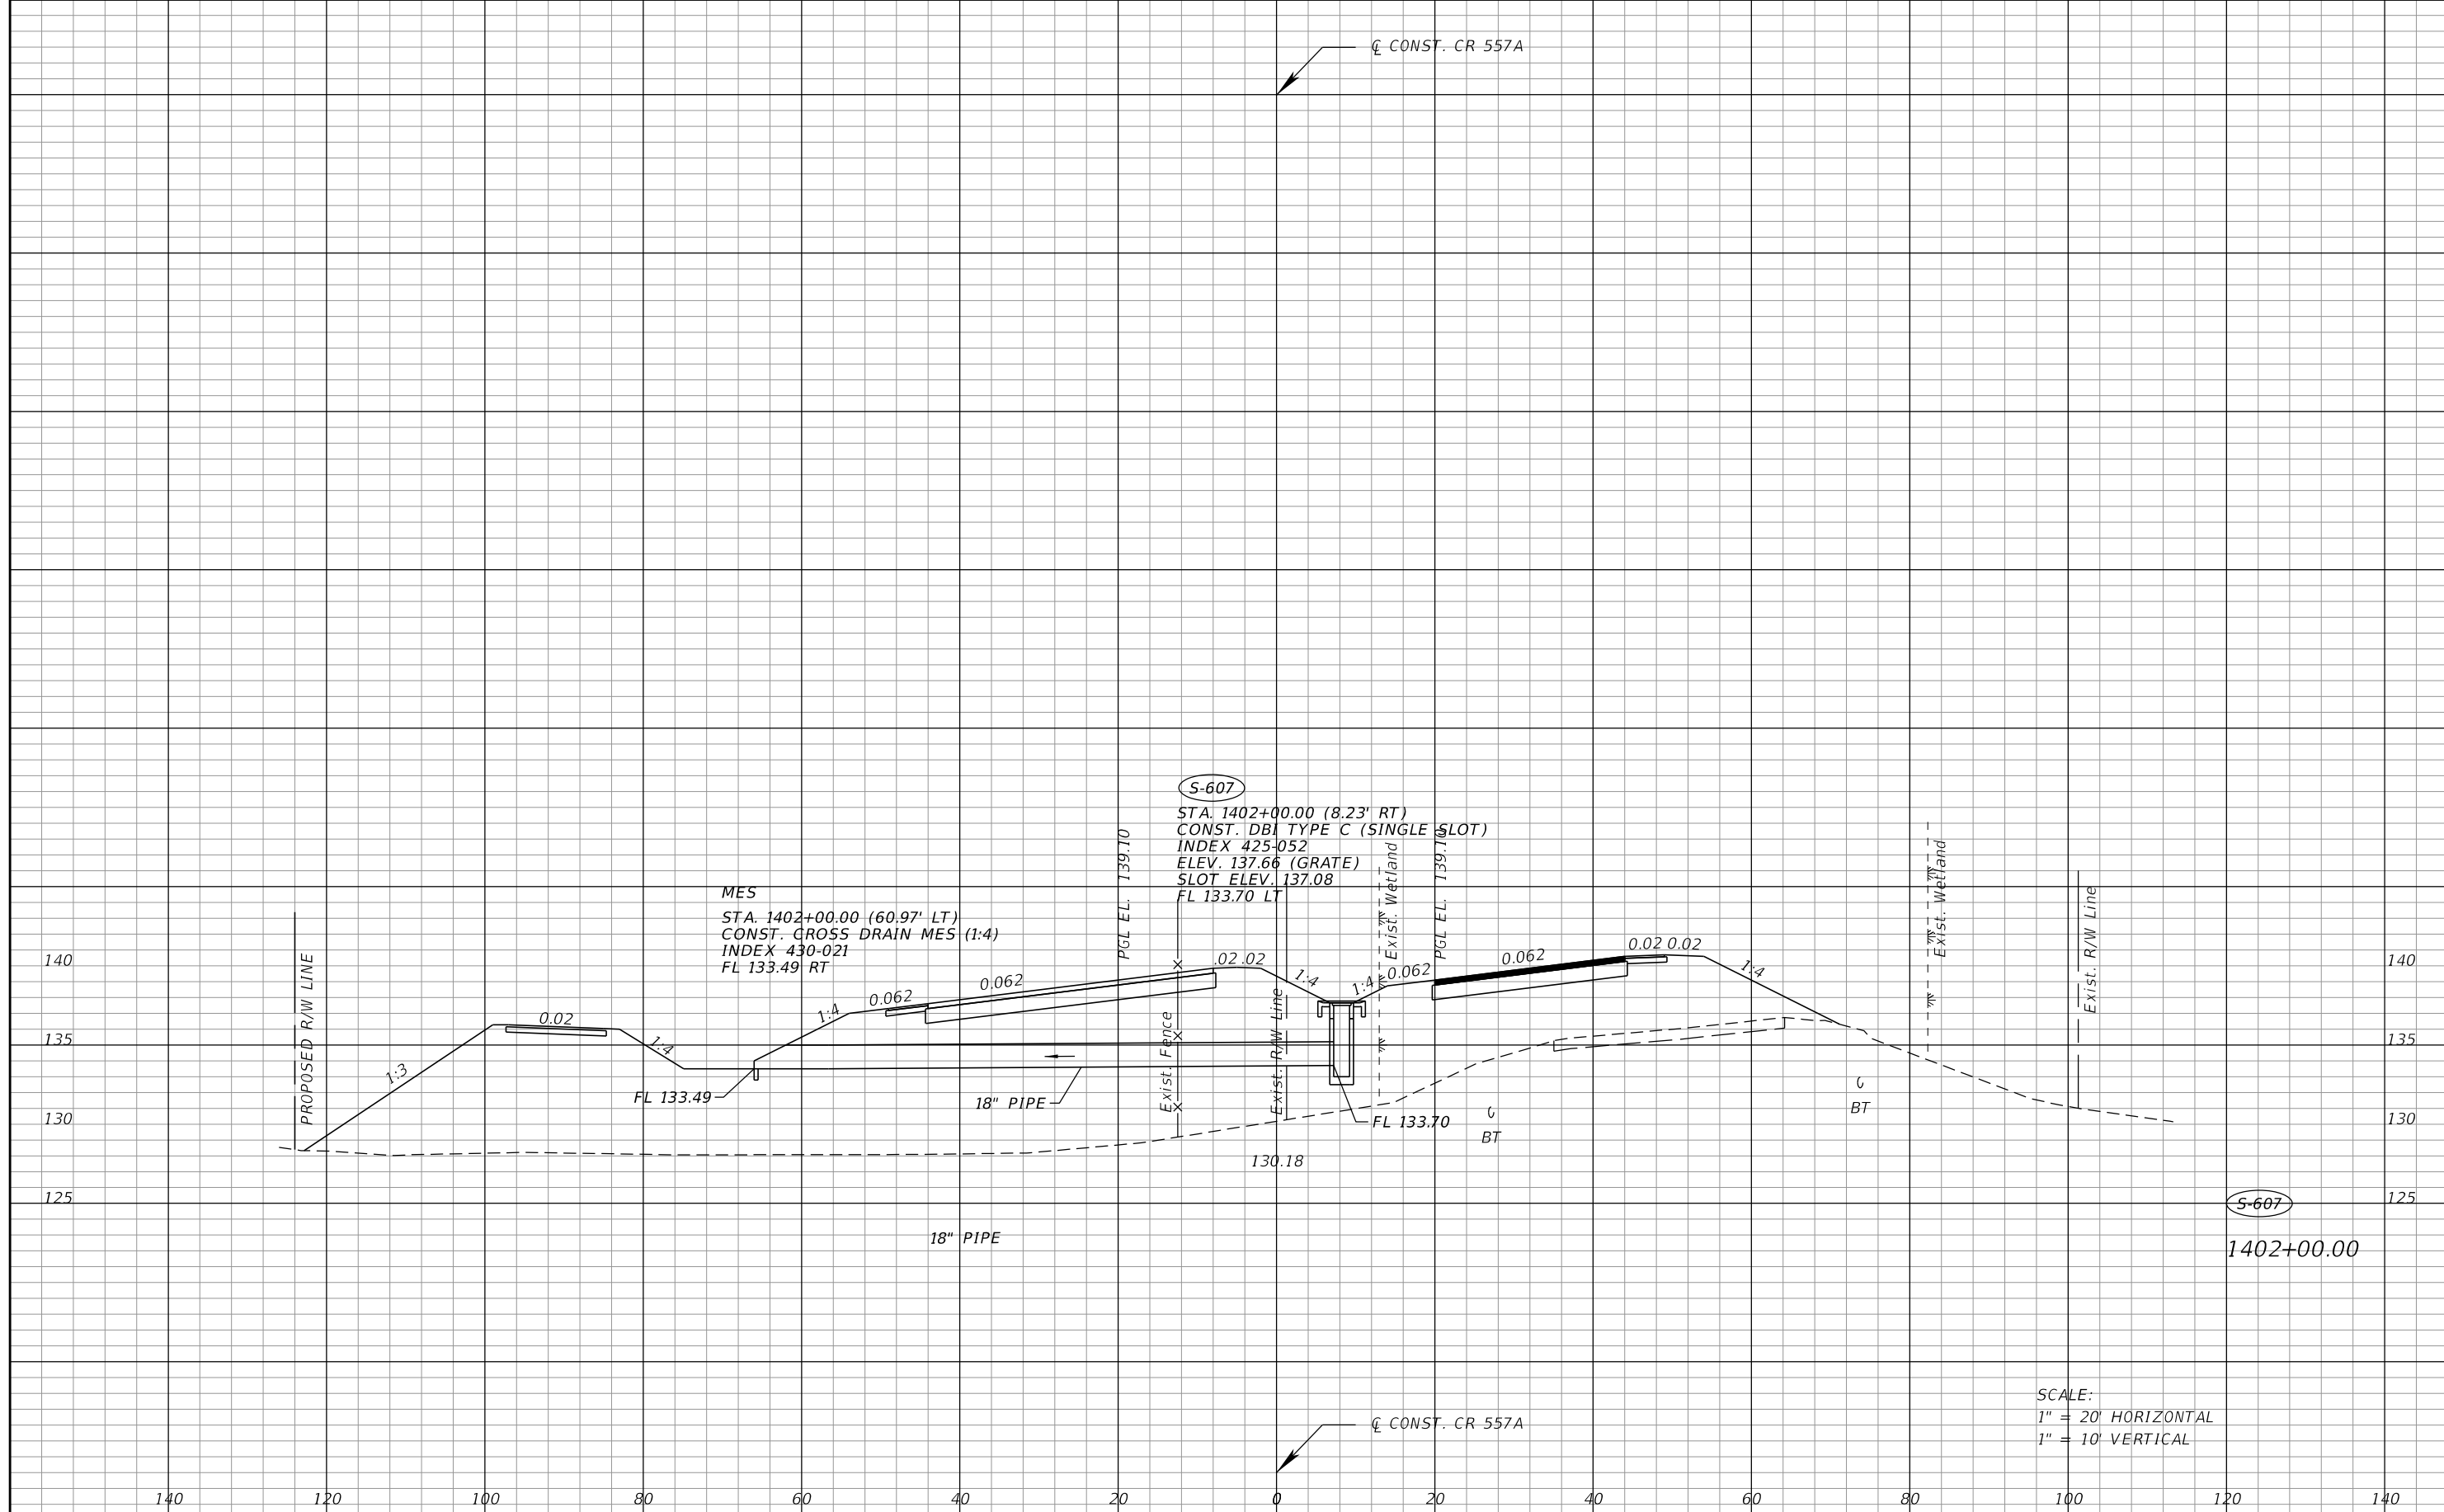 ℄ CONST. CR 557A
S-607
STA. 1402+00.00 (8.23' RT)
CONST. DBI TYPE C (SINGLE SLOT)
INDEX 425-052
ELEV. 137.66 (GRATE)
SLOT ELEV. 137.08
FL 133.70 LT
MES
STA. 1402+00.00 (60.97' LT)
CONST. CROSS DRAIN MES (1:4)
INDEX 430-021
FL 133.49 RT
PGL EL. 139.10
PGL EL. 139.10
Exist. Wetland
Exist. Wetland
Exist. R/W Line
PROPOSED R/W LINE
Exist. Fence
Exist. R/W Line
140
140
135
135
130
130
125
125
1:3
0.02
1:4
1:4
0.062
0.062
.02 .02
1:4
1:4
0.062
0.062
0.02 0.02
1:4
FL 133.49
18" PIPE
FL 133.70
BT
BT
130.18
18" PIPE
S-607
1402+00.00
SCALE:
1" = 20' HORIZONTAL
1" = 10' VERTICAL
℄ CONST. CR 557A
140 120 100 80 60 40 20 0 20 40 60 80 100 120 140